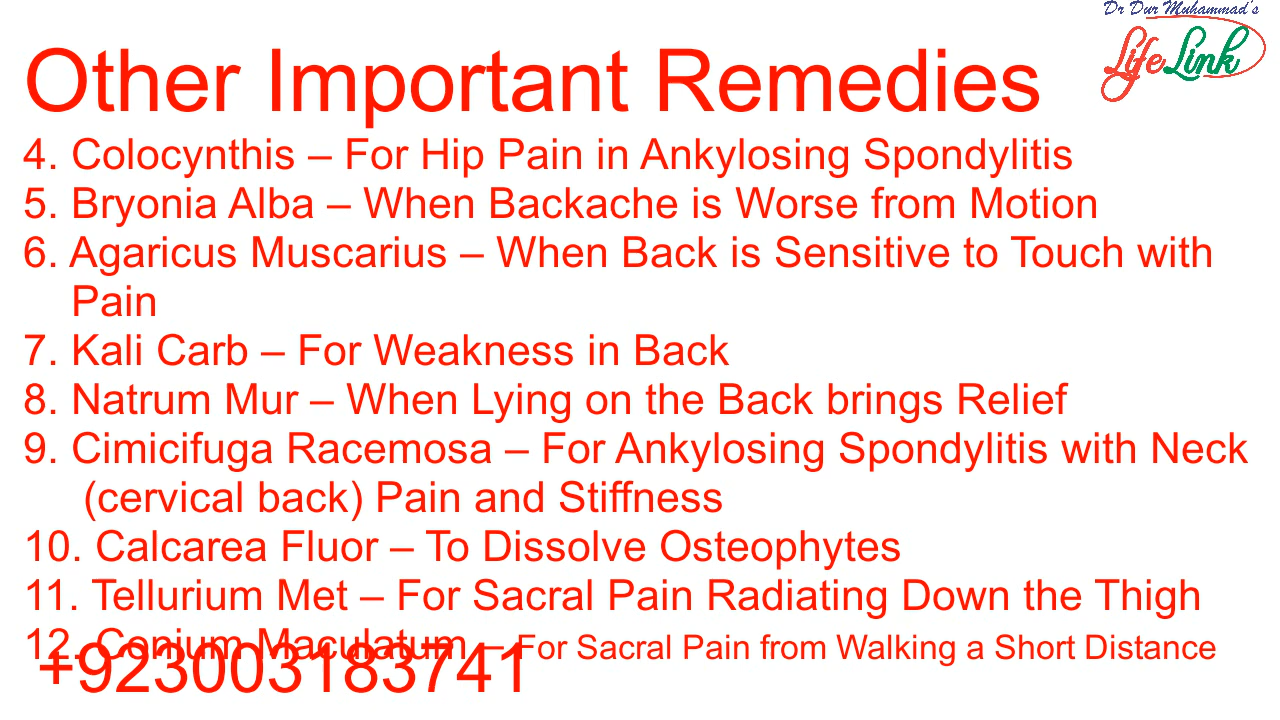 Dr Dur Muhammad's
LifeLink
Other Important Remedies
4. Colocynthis – For Hip Pain in Ankylosing Spondylitis
5. Bryonia Alba – When Backache is Worse from Motion
6. Agaricus Muscarius – When Back is Sensitive to Touch with
Pain
7. Kali Carb – For Weakness in Back
8. Natrum Mur – When Lying on the Back brings Relief
9. Cimicifuga Racemosa – For Ankylosing Spondylitis with Neck
(cervical back) Pain and Stiffness
10. Calcarea Fluor – To Dissolve Osteophytes
11. Tellurium Met – For Sacral Pain Radiating Down the Thigh
12. Conium Maculatum – For Sacral Pain from Walking a Short Distance
+923003183741